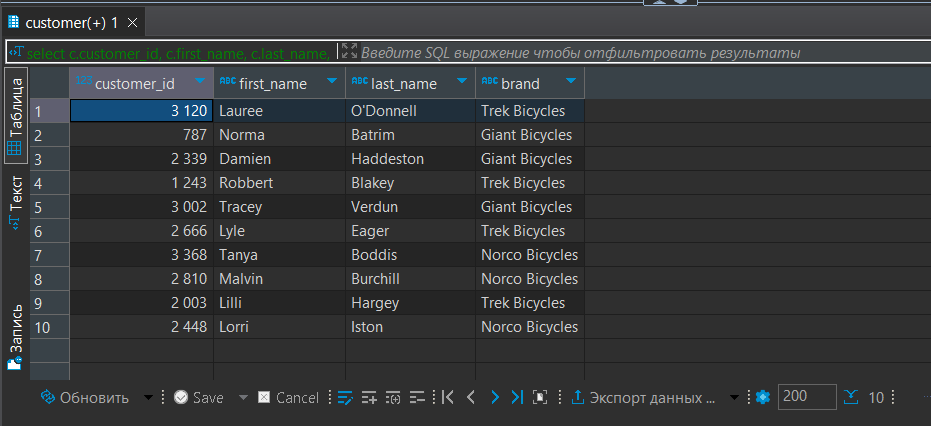 customer(+) 1
select c.customer_id, c.first_name, c.last_name, Введите SQL выражение чтобы отфильтровать результаты
Таблица
Текст
Запись
123 customer_id ABC first_name ABC last_name ABC brand
1 3 120 Lauree O'Donnell Trek Bicycles
2 787 Norma Batrim Giant Bicycles
3 2 339 Damien Haddeston Giant Bicycles
4 1 243 Robbert Blakey Trek Bicycles
5 3 002 Tracey Verdun Giant Bicycles
6 2 666 Lyle Eager Trek Bicycles
7 3 368 Tanya Boddis Norco Bicycles
8 2 810 Malvin Burchill Norco Bicycles
9 2 003 Lilli Hargey Trek Bicycles
10 2 448 Lorri Iston Norco Bicycles
Обновить Save Cancel Экспорт данных ... 200 10